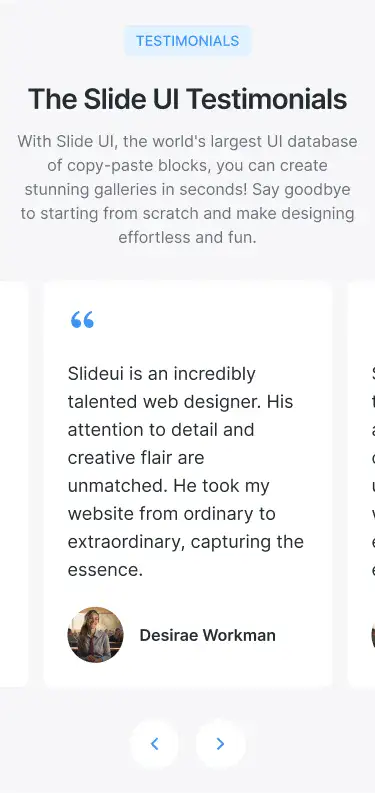 TESTIMONIALS
The Slide UI Testimonials
With Slide UI, the world's largest UI database
of copy-paste blocks, you can create
stunning galleries in seconds! Say goodbye
to starting from scratch and make designing
effortless and fun.
“
Slideui is an incredibly
talented web designer. His
attention to detail and
creative flair are
unmatched. He took my
website from ordinary to
extraordinary, capturing the
essence.
Desirae Workman